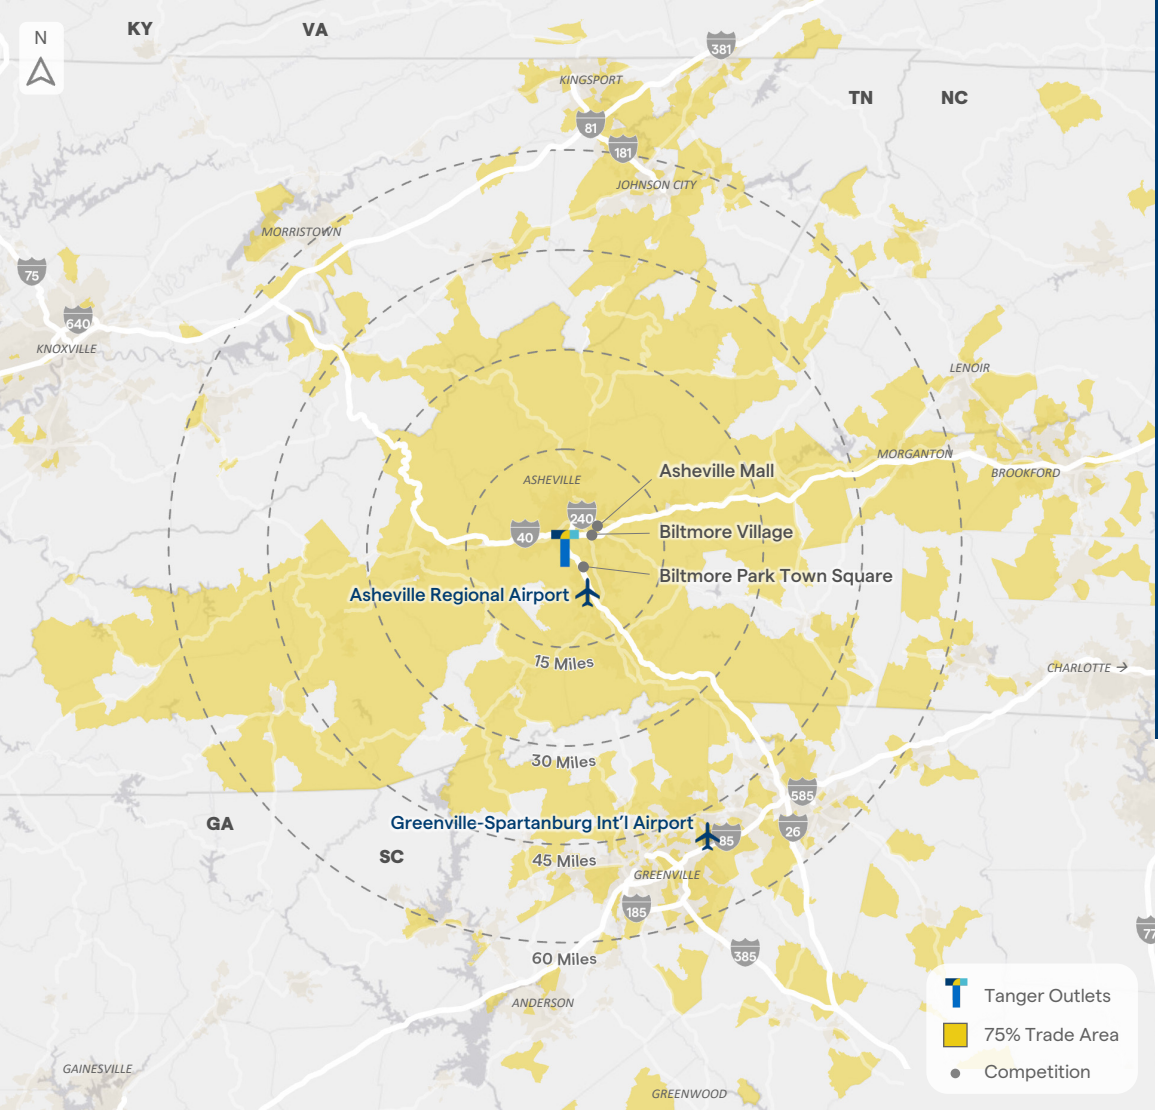 KY
VA
N
381
KINGSPORT
TN
NC
81
181
JOHNSON CITY
MORRISTOWN
75
640
KNOXVILLE
LENOIR
MORGANTON
BROOKFORD
Asheville Mall
ASHEVILLE
240
40
Biltmore Village
Biltmore Park Town Square
Asheville Regional Airport
15 Miles
CHARLOTTE →
30 Miles
585
GA
Greenville-Spartanburg Int'l Airport
85
26
SC
45 Miles
GREENVILLE
185
77
385
60 Miles
ANDERSON
Tanger Outlets
75% Trade Area
Competition
GAINESVILLE
GREENWOOD